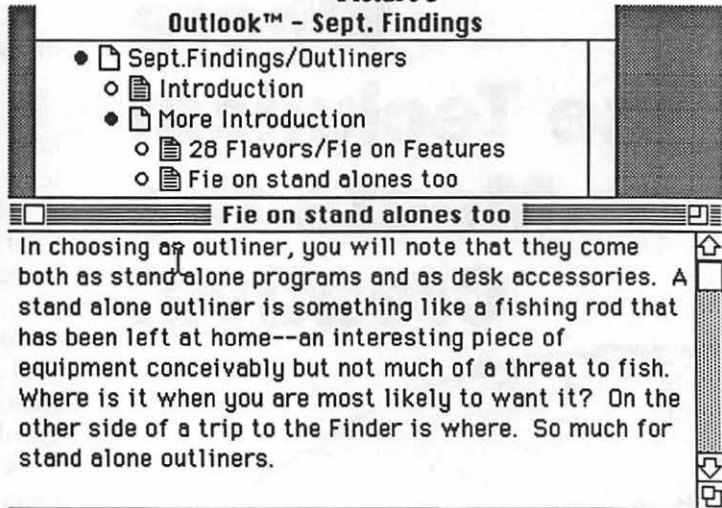 Outlook™ - Sept. Findings
Sept.Findings/Outliners
Introduction
More Introduction
28 Flavors/Fie on Features
Fie on stand alones too
Fie on stand alones too
In choosing an outliner, you will note that they come
both as stand alone programs and as desk accessories. A
stand alone outliner is something like a fishing rod that
has been left at home--an interesting piece of
equipment conceivably but not much of a threat to fish.
Where is it when you are most likely to want it? On the
other side of a trip to the Finder is where. So much for
stand alone outliners.